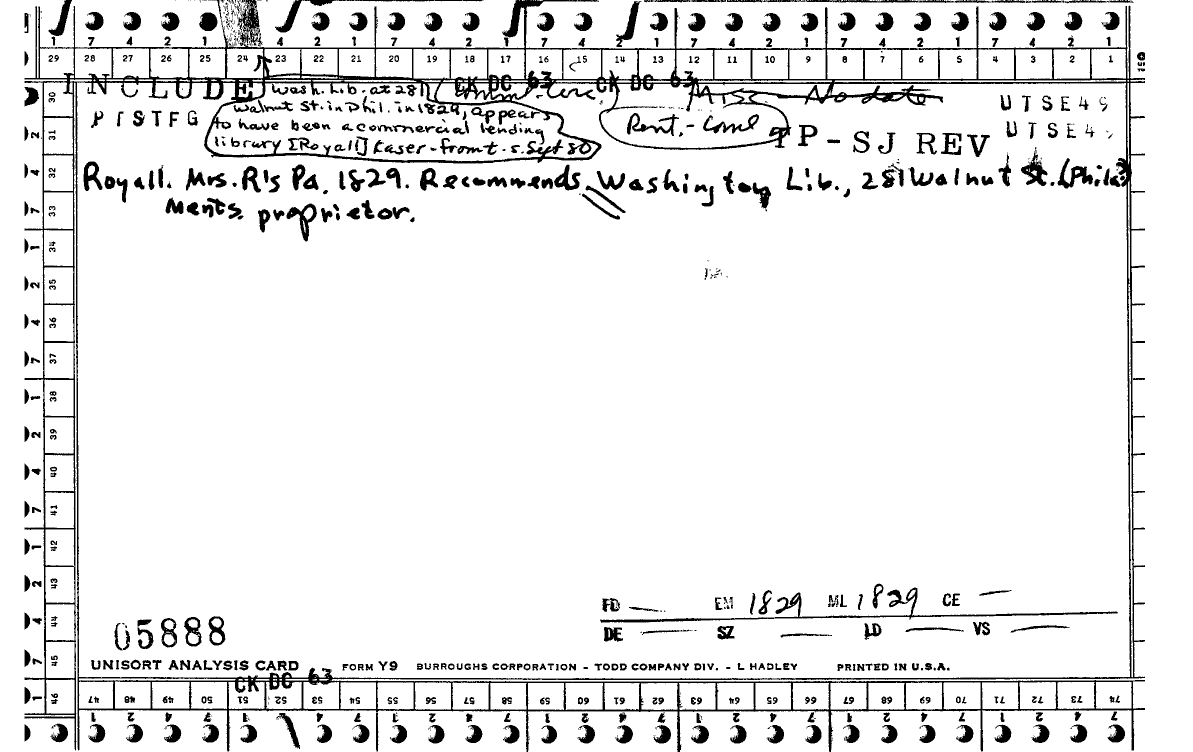 1 7 4 2 1 4 2 1 7 4 2 1 7 4 2 1 7 4 2 1
29 28 27 26 25 24 23 22 21 20 19 18 17 16 15 14 13 12 11 10 9 8 7 6 5 4 3 2 1
INCLUDE Wash. Lib. at 281 CK DC 63 CK DC 63 Misc - No date UTSE49
Walnut St. in Phil. in 1829, appears
PTSTFG to have been a commercial lending Rent.-Coml TP-SJ REV UTSE4
library [Royall] Kaser-from t.s. Sept 80
Royall. Mrs. R's Pa, 1829. Recommends Washington Lib., 281 Walnut St. (Phila?)
Ments. proprietor.
30 31 32 33 34 35 36 37 38 39 40 41 42 43 44 45 46
2 4 7 1 2 4 7 1 2 4 7 1 2 4 7 1
FD — EM 1829 ML 1829 CE —
DE — SZ — LD — VS —
05888
UNISORT ANALYSIS CARD FORM Y9 BURROUGHS CORPORATION – TODD COMPANY DIV. – L HADLEY PRINTED IN U.S.A.
CK DC 63
47 48 49 50 51 52 53 54 55 56 57 58 59 60 61 62 63 64 65 66 67 68 69 70 71 72 73 74
1 2 4 7 1 2 4 7 1 2 4 7 1 2 4 7 1 2 4 7 1 2 4